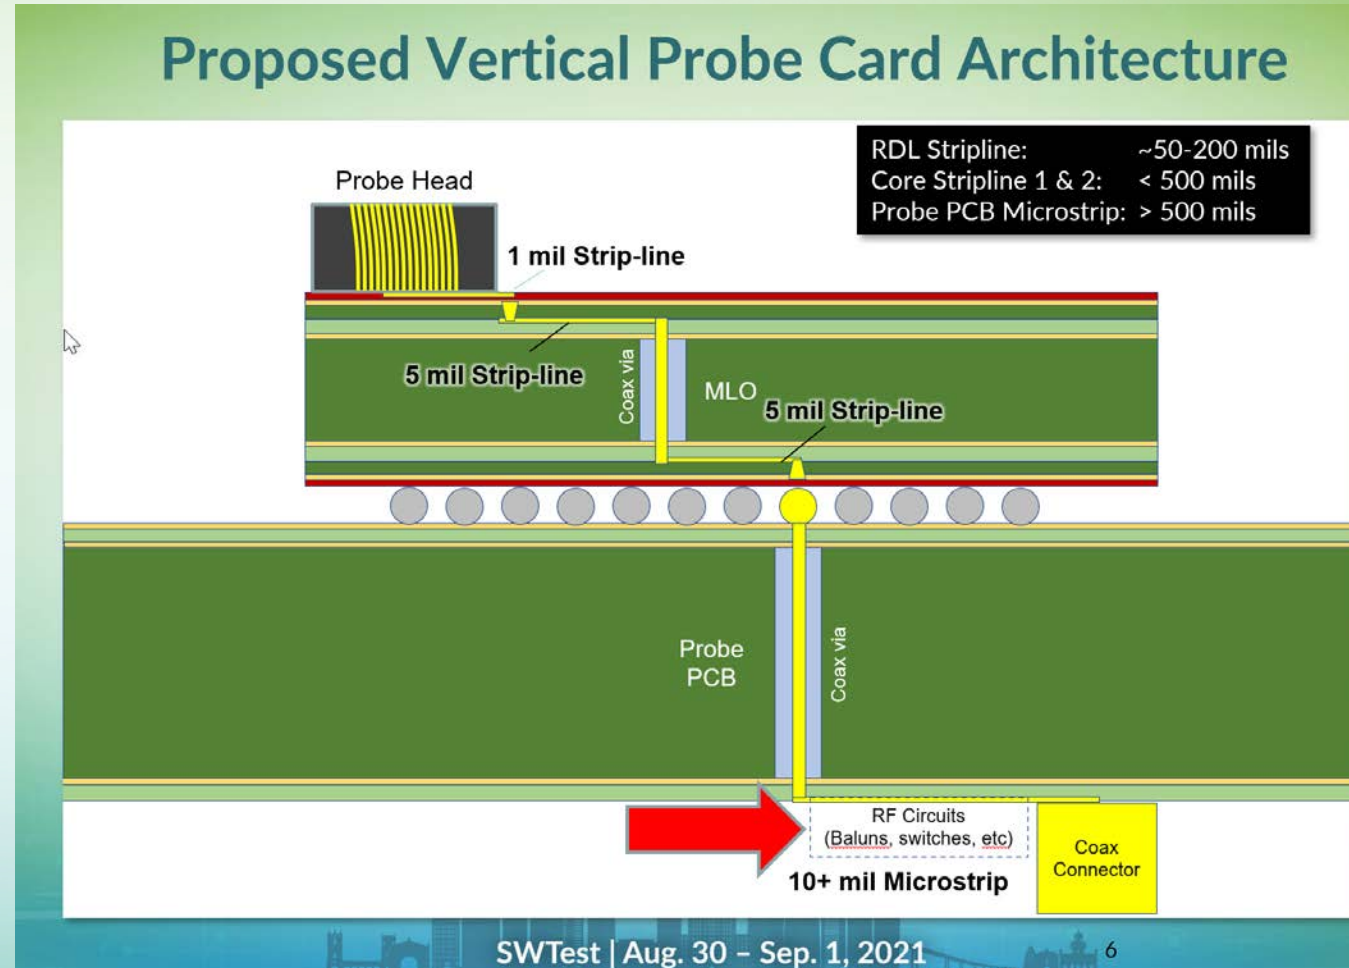 Proposed Vertical Probe Card Architecture
RDL Stripline: ~50-200 mils
Core Stripline 1 & 2: < 500 mils
Probe PCB Microstrip: > 500 mils
Probe Head
1 mil Strip-line
5 mil Strip-line
Coax via
MLO
5 mil Strip-line
Probe
PCB
Coax via
RF Circuits
(Baluns, switches, etc)
10+ mil Microstrip
Coax
Connector
SWTest | Aug. 30 – Sep. 1, 2021
6